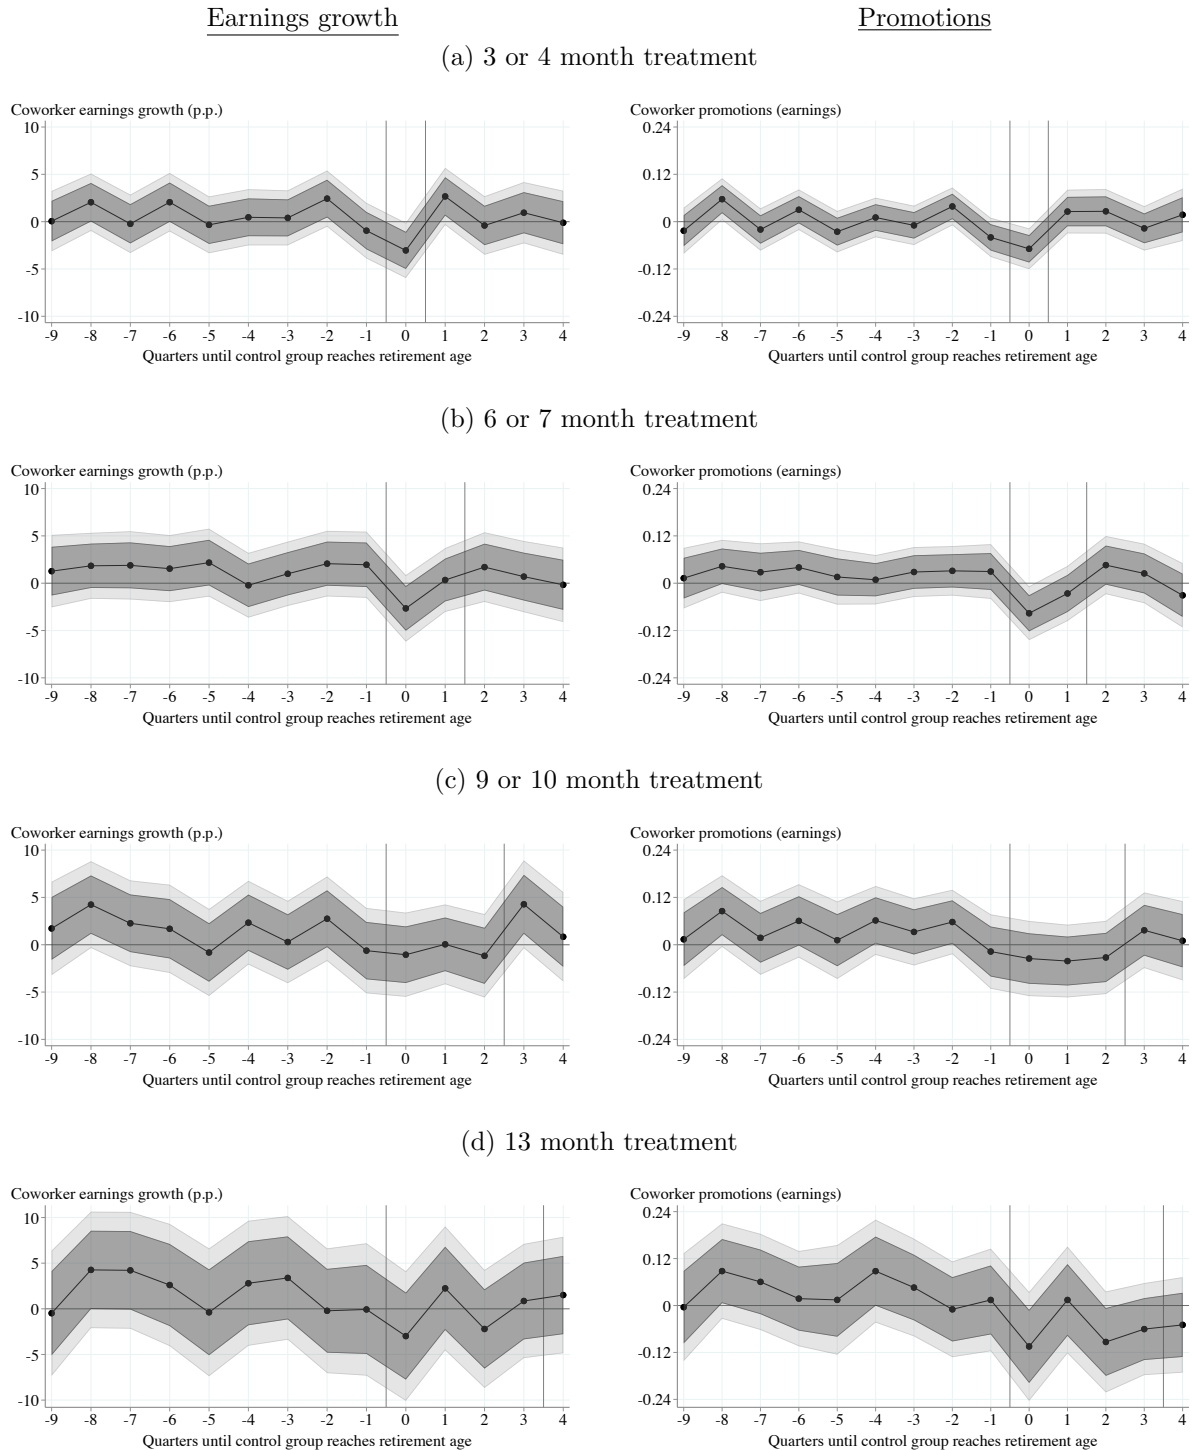 Earnings growth
Promotions
(a) 3 or 4 month treatment
Coworker earnings growth (p.p.)
10
5
0
-5
-10
-9 -8 -7 -6 -5 -4 -3 -2 -1 0 1 2 3 4
Quarters until control group reaches retirement age
Coworker promotions (earnings)
0.24
0.12
0
-0.12
-0.24
-9 -8 -7 -6 -5 -4 -3 -2 -1 0 1 2 3 4
Quarters until control group reaches retirement age
(b) 6 or 7 month treatment
Coworker earnings growth (p.p.)
10
5
0
-5
-10
-9 -8 -7 -6 -5 -4 -3 -2 -1 0 1 2 3 4
Quarters until control group reaches retirement age
Coworker promotions (earnings)
0.24
0.12
0
-0.12
-0.24
-9 -8 -7 -6 -5 -4 -3 -2 -1 0 1 2 3 4
Quarters until control group reaches retirement age
(c) 9 or 10 month treatment
Coworker earnings growth (p.p.)
10
5
0
-5
-10
-9 -8 -7 -6 -5 -4 -3 -2 -1 0 1 2 3 4
Quarters until control group reaches retirement age
Coworker promotions (earnings)
0.24
0.12
0
-0.12
-0.24
-9 -8 -7 -6 -5 -4 -3 -2 -1 0 1 2 3 4
Quarters until control group reaches retirement age
(d) 13 month treatment
Coworker earnings growth (p.p.)
10
5
0
-5
-10
-9 -8 -7 -6 -5 -4 -3 -2 -1 0 1 2 3 4
Quarters until control group reaches retirement age
Coworker promotions (earnings)
0.24
0.12
0
-0.12
-0.24
-9 -8 -7 -6 -5 -4 -3 -2 -1 0 1 2 3 4
Quarters until control group reaches retirement age